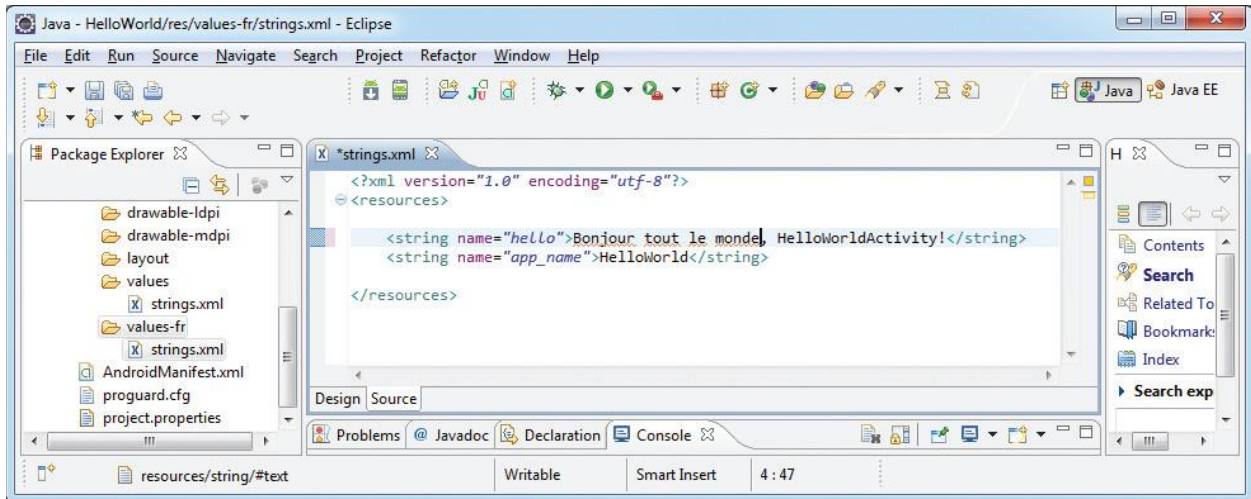 Java - HelloWorld/res/values-fr/strings.xml - Eclipse
File Edit Run Source Navigate Search Project Refactor Window Help
Java Java EE
Package Explorer
drawable-ldpi
drawable-mdpi
layout
values
strings.xml
values-fr
strings.xml
AndroidManifest.xml
proguard.cfg
project.properties
*strings.xml
<?xml version="1.0" encoding="utf-8"?>
<resources>
<string name="hello">Bonjour tout le monde, HelloWorldActivity!</string>
<string name="app_name">HelloWorld</string>
</resources>
Design Source
Problems @ Javadoc Declaration Console
H
Contents
Search
Related To
Bookmark
Index
Search exp
resources/string/#text Writable Smart Insert 4 : 47